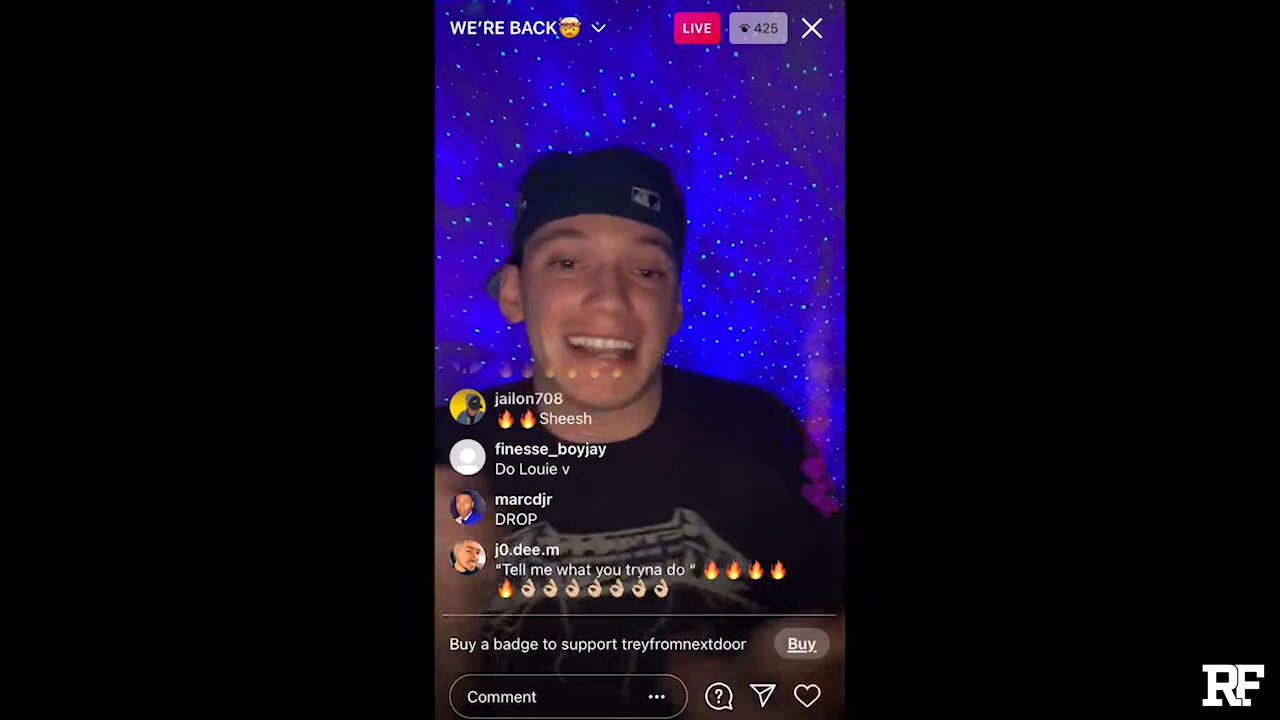 WE'RE BACK🤯
LIVE
425
jailon708
🔥🔥Sheesh
finesse_boyjay
Do Louie v
marcdjr
DROP
j0.dee.m
“Tell me what you tryna do “ 🔥🔥🔥🔥
🔥👌🏼👌🏼👌🏼👌🏼👌🏼👌🏼👌🏼
Buy a badge to support treyfromnextdoor
Buy
Comment
RF